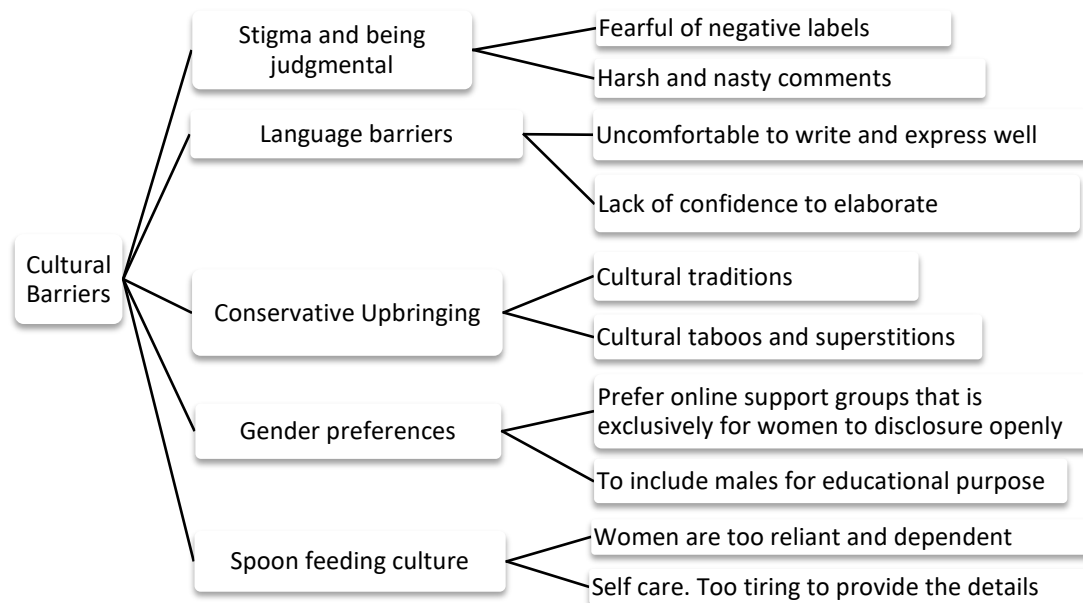 Cultural
Barriers
Stigma and being
judgmental
Fearful of negative labels
Harsh and nasty comments
Language barriers
Uncomfortable to write and express well
Lack of confidence to elaborate
Conservative Upbringing
Cultural traditions
Cultural taboos and superstitions
Gender preferences
Prefer online support groups that is
exclusively for women to disclosure openly
To include males for educational purpose
Spoon feeding culture
Women are too reliant and dependent
Self care. Too tiring to provide the details